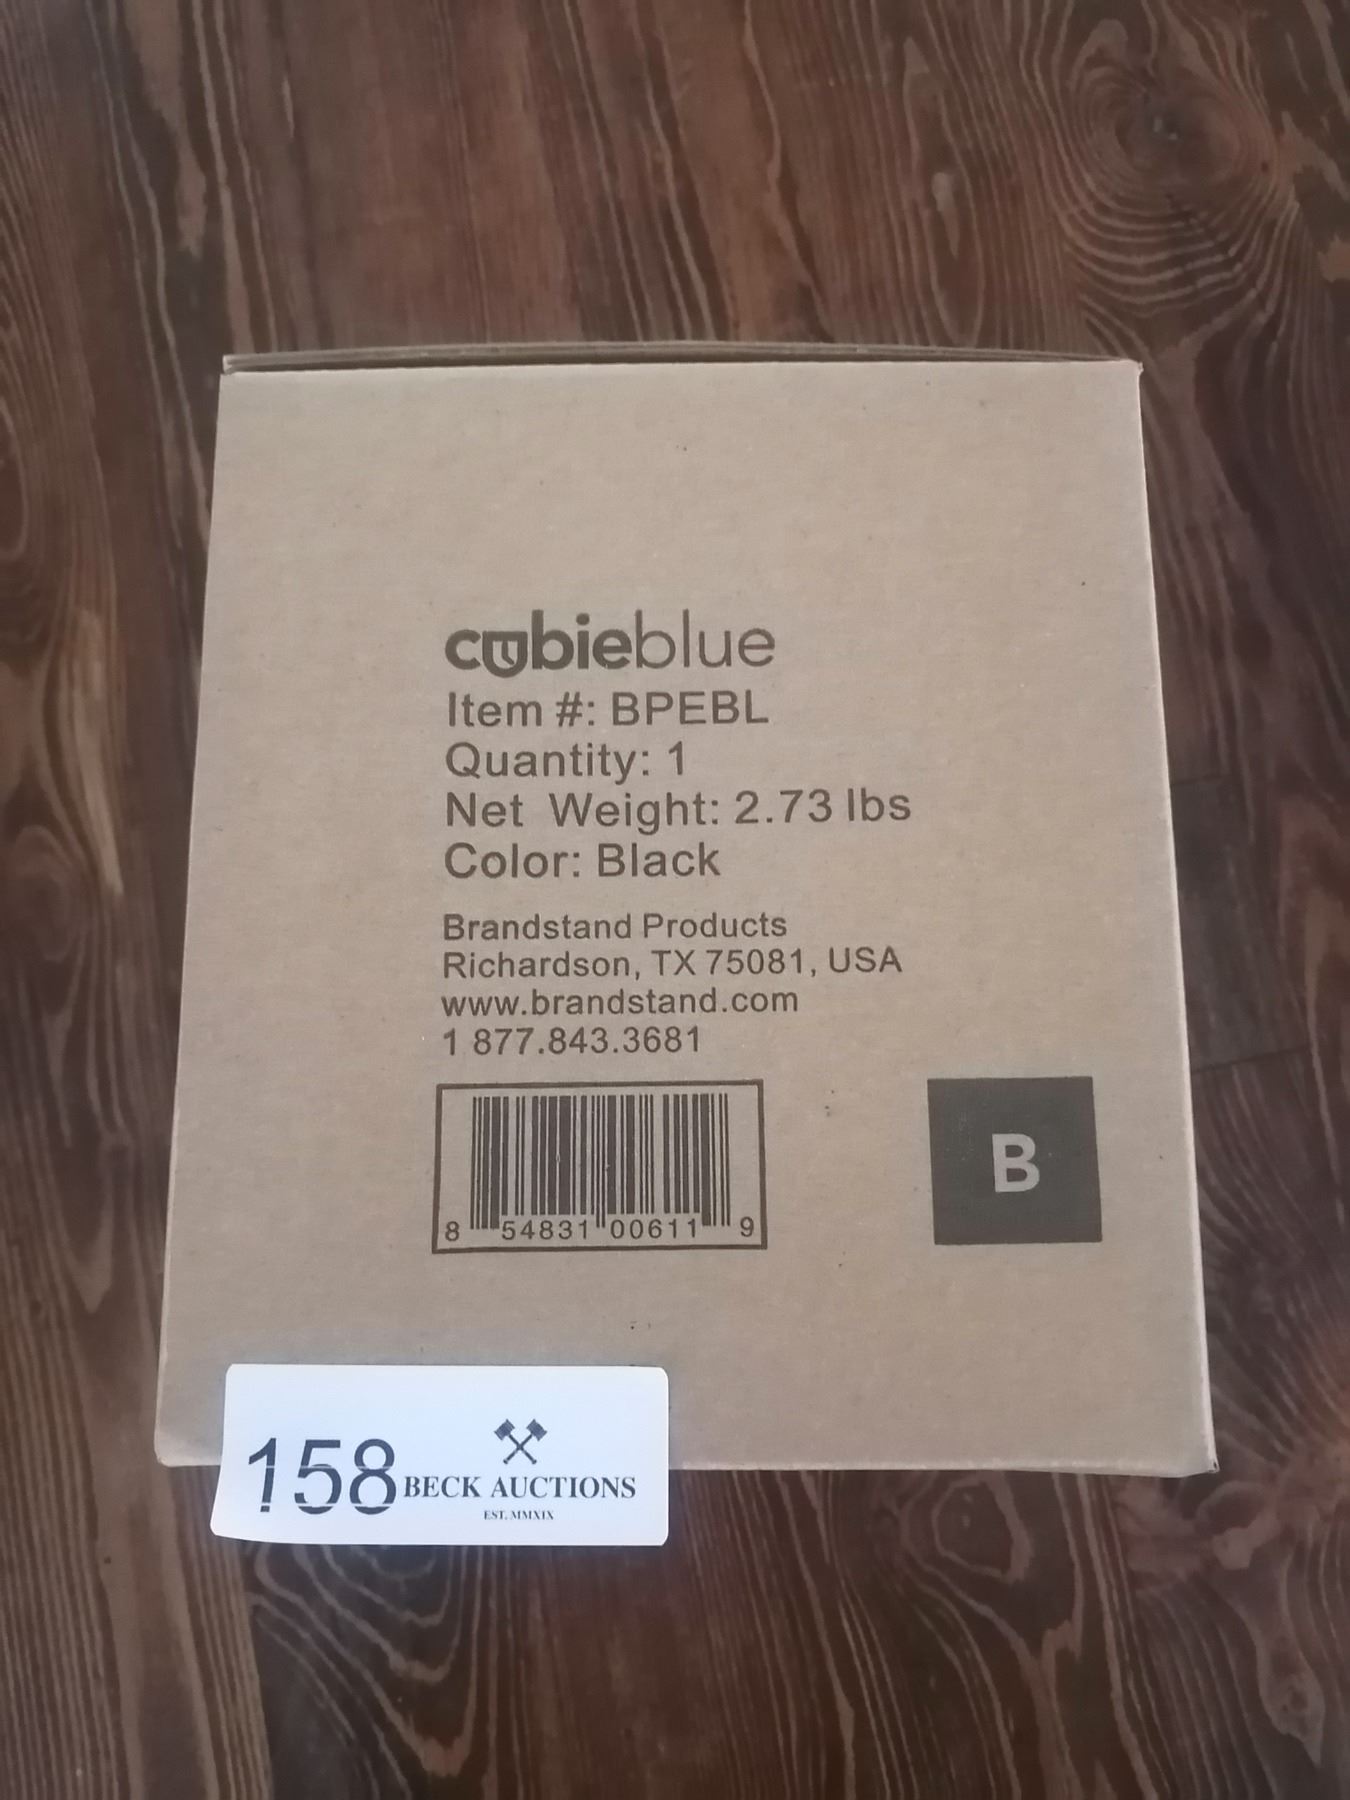 cubieblue
Item #: BPEBL
Quantity: 1
Net Weight: 2.73 lbs
Color: Black
Brandstand Products
Richardson, TX 75081, USA
www.brandstand.com
1 877.843.3681
8 54831 00611 9
B
158
BECK AUCTIONS
EST. MMXIX